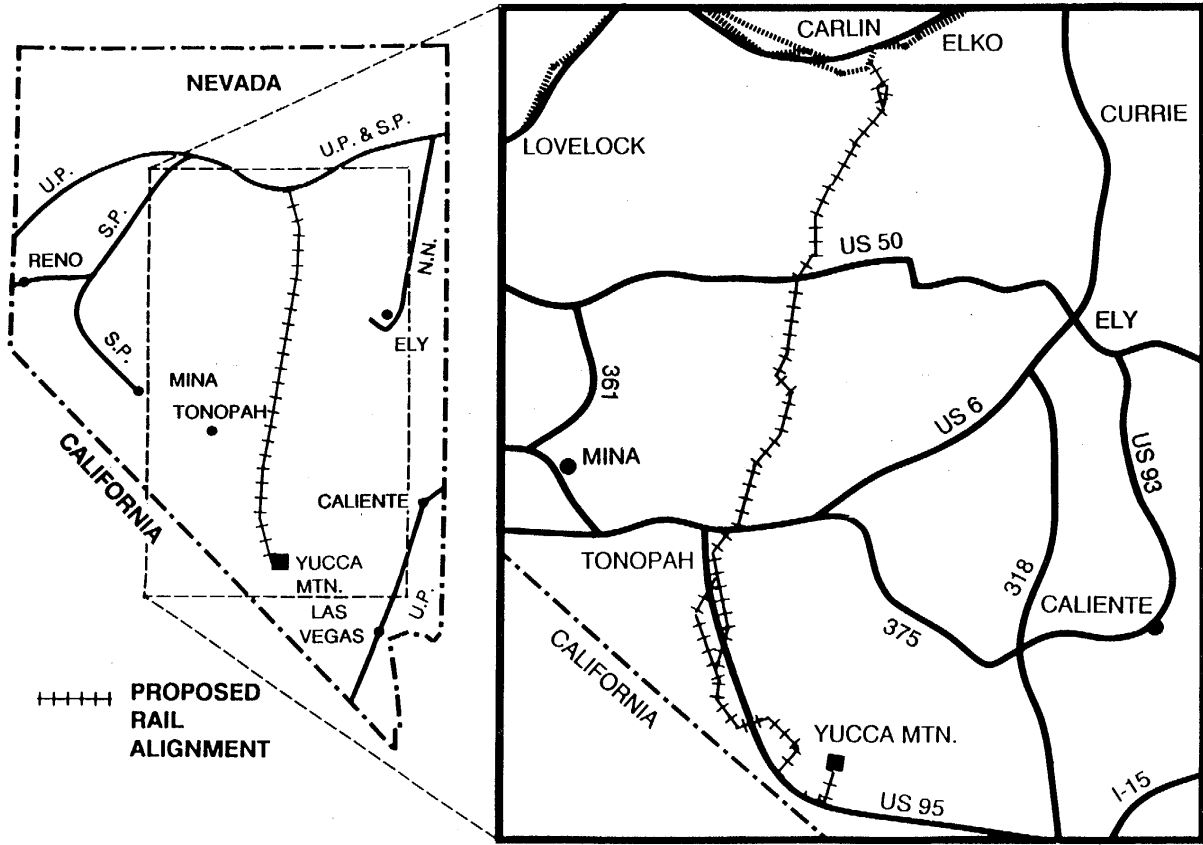 NEVADA
U.P. & S.P.
U.P.
S.P.
N.N.
RENO
S.P.
ELY
MINA
TONOPAH
CALIFORNIA
CALIENTE
YUCCA
MTN.
LAS
VEGAS
U.P.
PROPOSED
RAIL
ALIGNMENT
CARLIN
ELKO
CURRIE
LOVELOCK
US 50
ELY
361
US 6
MINA
US 93
TONOPAH
318
CALIENTE
375
CALIFORNIA
YUCCA MTN.
I-15
US 95